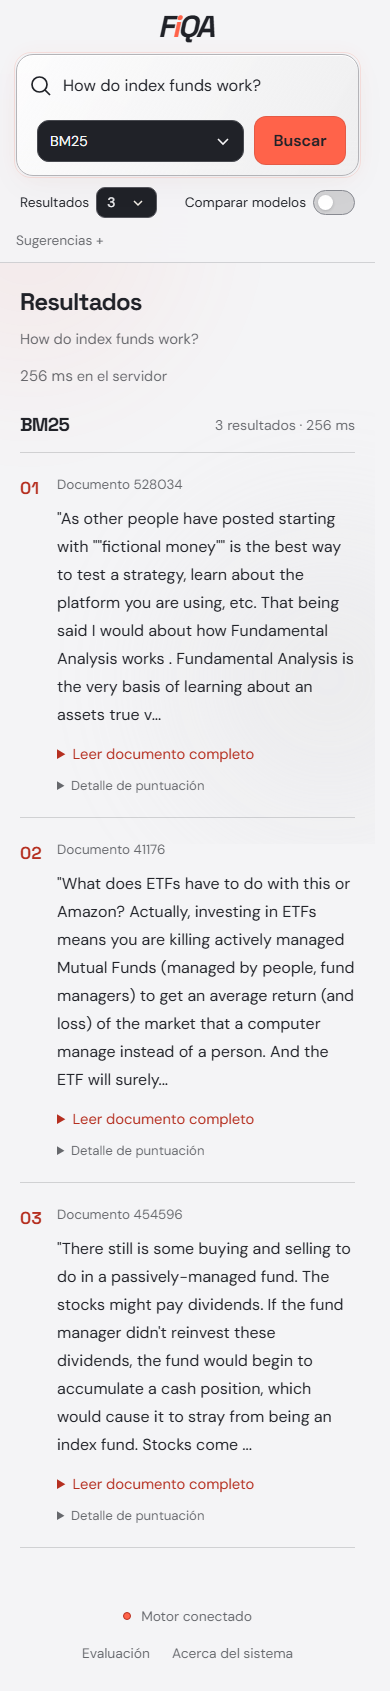 FiQA
How do index funds work?
BM25
Buscar
Resultados 3 Comparar modelos
Sugerencias +
Resultados
How do index funds work?
256 ms en el servidor
BM25 3 resultados · 256 ms
01 Documento 528034
"As other people have posted starting
with ""fictional money"" is the best way
to test a strategy, learn about the
platform you are using, etc. That being
said I would about how Fundamental
Analysis works . Fundamental Analysis is
the very basis of learning about an
assets true v...
▶ Leer documento completo
▶ Detalle de puntuación
02 Documento 41176
"What does ETFs have to do with this or
Amazon? Actually, investing in ETFs
means you are killing actively managed
Mutual Funds (managed by people, fund
managers) to get an average return (and
loss) of the market that a computer
manage instead of a person. And the
ETF will surely...
▶ Leer documento completo
▶ Detalle de puntuación
03 Documento 454596
"There still is some buying and selling to
do in a passively-managed fund. The
stocks might pay dividends. If the fund
manager didn't reinvest these
dividends, the fund would begin to
accumulate a cash position, which
would cause it to stray from being an
index fund. Stocks come ...
▶ Leer documento completo
▶ Detalle de puntuación
Motor conectado
Evaluación Acerca del sistema